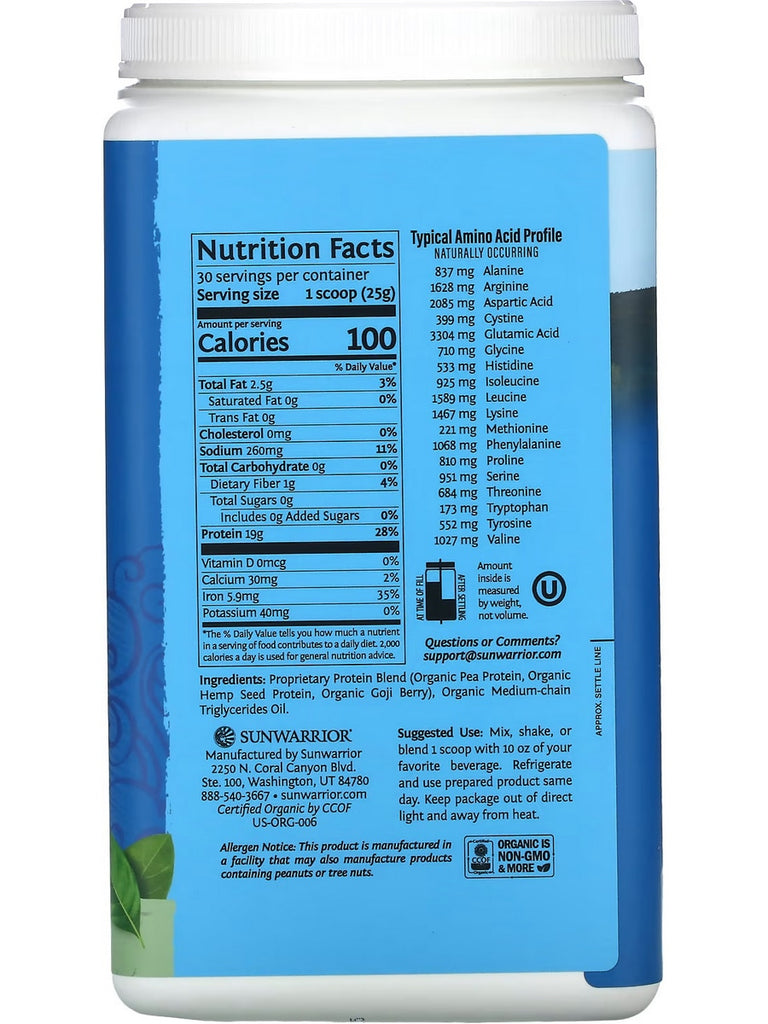 Nutrition Facts
30 servings per container
Serving size 1 scoop (25g)
Amount per serving
Calories 100
% Daily Value*
Total Fat 2.5g 3%
Saturated Fat 0g 0%
Trans Fat 0g
Cholesterol 0mg 0%
Sodium 260mg 11%
Total Carbohydrate 0g 0%
Dietary Fiber 1g 4%
Total Sugars 0g
Includes 0g Added Sugars 0%
Protein 19g 28%
Vitamin D 0mcg 0%
Calcium 30mg 2%
Iron 5.9mg 35%
Potassium 40mg 0%
*The % Daily Value tells you how much a nutrient
in a serving of food contributes to a daily diet. 2,000
calories a day is used for general nutrition advice.
Typical Amino Acid Profile
NATURALLY OCCURRING
837 mg Alanine
1628 mg Arginine
2085 mg Aspartic Acid
399 mg Cystine
3304 mg Glutamic Acid
710 mg Glycine
533 mg Histidine
925 mg Isoleucine
1589 mg Leucine
1467 mg Lysine
221 mg Methionine
1068 mg Phenylalanine
810 mg Proline
951 mg Serine
684 mg Threonine
173 mg Tryptophan
552 mg Tyrosine
1027 mg Valine
AT TIME OF FILL
AFTER SETTLING
Amount
inside is
measured
by weight,
not volume.
U
Questions or Comments?
support@sunwarrior.com
APPROX. SETTLE LINE
Ingredients: Proprietary Protein Blend (Organic Pea Protein, Organic
Hemp Seed Protein, Organic Goji Berry), Organic Medium-chain
Triglycerides Oil.
SUNWARRIOR®
Manufactured by Sunwarrior
2250 N. Coral Canyon Blvd.
Ste. 100, Washington, UT 84780
888-540-3667 • sunwarrior.com
Certified Organic by CCOF
US-ORG-006
Suggested Use: Mix, shake, or
blend 1 scoop with 10 oz of your
favorite beverage. Refrigerate
and use prepared product same
day. Keep package out of direct
light and away from heat.
Allergen Notice: This product is manufactured in
a facility that may also manufacture products
containing peanuts or tree nuts.
Certified
CCOF
Organic
ORGANIC IS
NON-GMO
& MORE